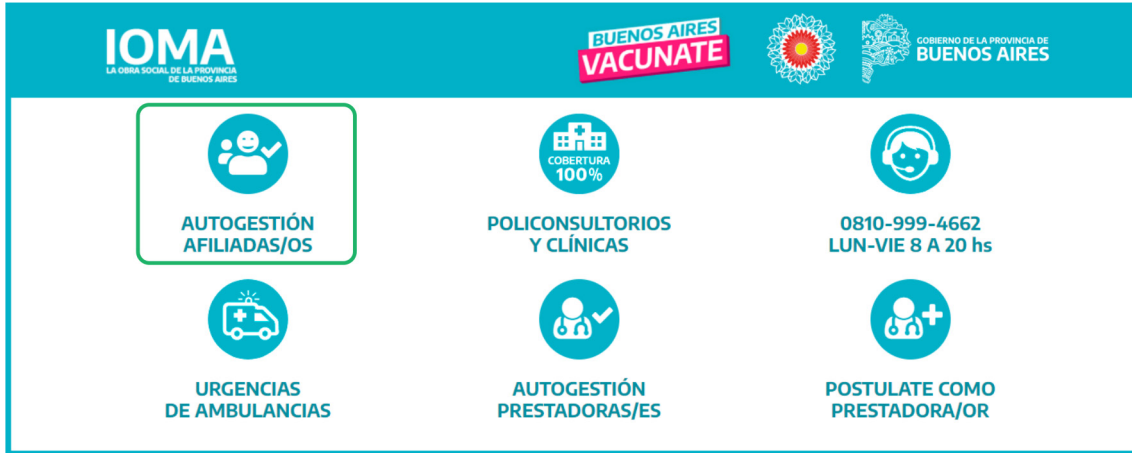 IOMA
LA OBRA SOCIAL DE LA PROVINCIA
DE BUENOS AIRES
BUENOS AIRES
VACUNATE
GOBIERNO DE LA PROVINCIA DE
BUENOS AIRES
AUTOGESTIÓN
AFILIADAS/OS
COBERTURA
100%
POLICONSULTORIOS
Y CLÍNICAS
0810-999-4662
LUN-VIE 8 A 20 hs
URGENCIAS
DE AMBULANCIAS
AUTOGESTIÓN
PRESTADORAS/ES
POSTULATE COMO
PRESTADORA/OR